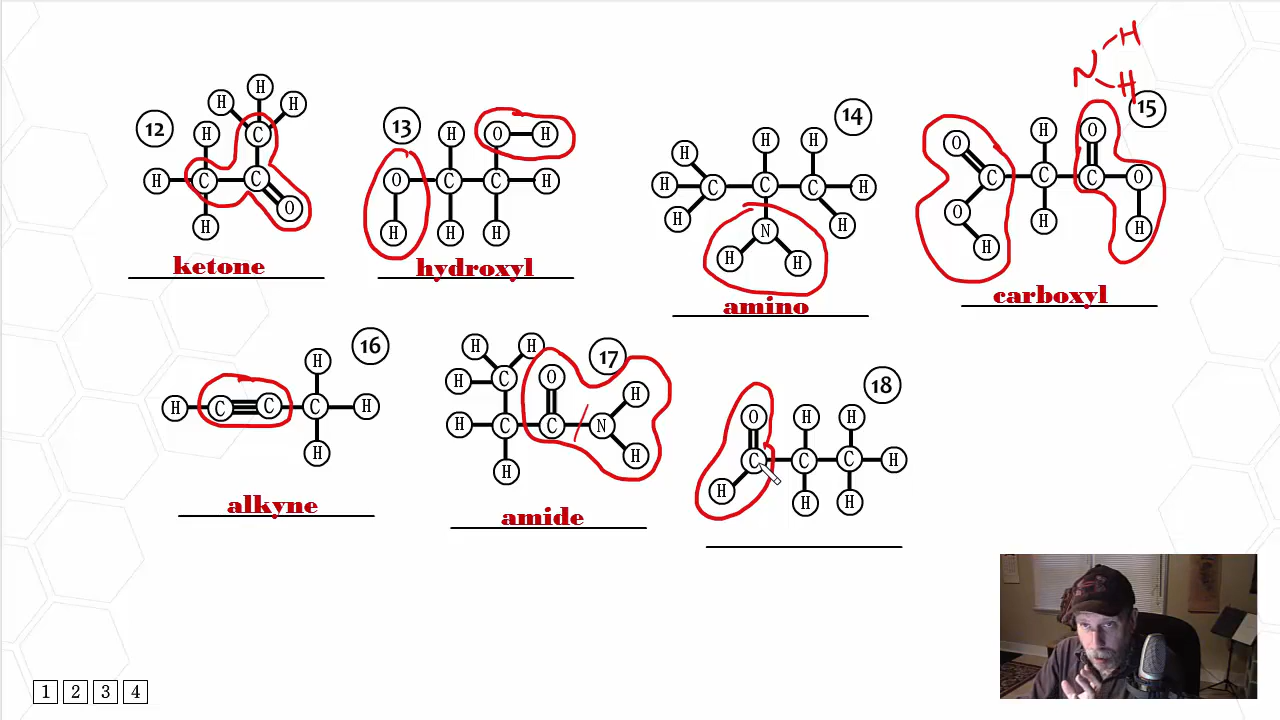 N H
H
12 13 14 15
H H H
H H
H C C O
H
ketone
O H
H
O C C H
H H H
hydroxyl
H H H
H C C C H
H N H
H H
amino
O H O
C C C O
O H H
H
carboxyl
16 17 18
H
H C C C H
H
alkyne
H H O
H C H
H C C N
H H
amide
O H H
C C C H
H H H
1 2 3 4